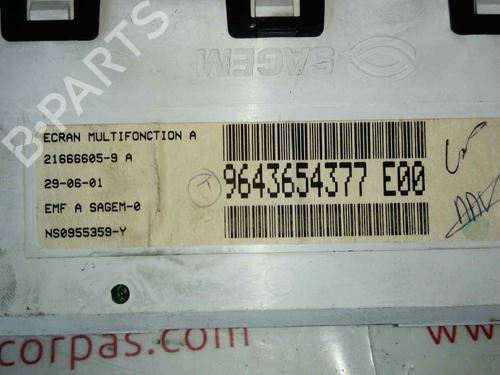 B-PARTS
SAGEM
ECRAN MULTIFONCTION A
21666605-9 A
29-06-01
EMF A SAGEM-0
NS0955359-Y
9643654377 E00
corpas.com